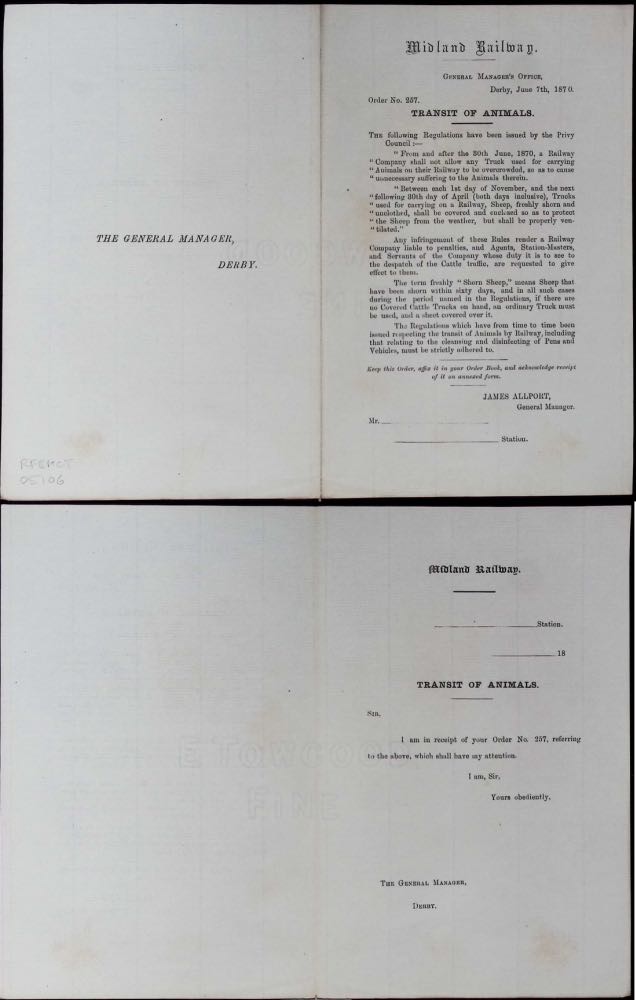 THE GENERAL MANAGER,
DERBY.
RFEMCT
05106
Midland Railway.
GENERAL MANAGER'S OFFICE,
Derby, June 7th, 1870.
Order No. 257.
TRANSIT OF ANIMALS.
THE following Regulations have been issued by the Privy
Council :—
"From and after the 30th June, 1870, a Railway
"Company shall not allow any Truck used for carrying
"Animals on their Railway to be overcrowded, so as to cause
"unnecessary suffering to the Animals therein.
"Between each 1st day of November, and the next
"following 30th day of April (both days inclusive), Trucks
"used for carrying on a Railway, Sheep, freshly shorn and
"unclothed, shall be covered and enclosed so as to protect
"the Sheep from the weather, but shall be properly ven-
"tilated."
Any infringement of these Rules render a Railway
Company liable to penalties, and Agents, Station-Masters,
and Servants of the Company whose duty it is to see to
the despatch of the Cattle traffic, are requested to give
effect to them.
The term freshly "Shorn Sheep," means Sheep that
have been shorn within sixty days, and in all such cases
during the period named in the Regulations, if there are
no Covered Cattle Trucks on hand, an ordinary Truck must
be used, and a sheet covered over it.
The Regulations which have from time to time been
issued respecting the transit of Animals by Railway, including
that relating to the cleansing and disinfecting of Pens and
Vehicles, must be strictly adhered to.
Keep this Order, affix it in your Order Book, and acknowledge receipt
of it on annexed form.
JAMES ALLPORT,
General Manager.
Mr.
Station.
Midland Railway.
Station.
18
TRANSIT OF ANIMALS.
SIR,
I am in receipt of your Order No. 257, referring
to the above, which shall have my attention.
I am, Sir,
Yours obediently,
THE GENERAL MANAGER,
DERBY.